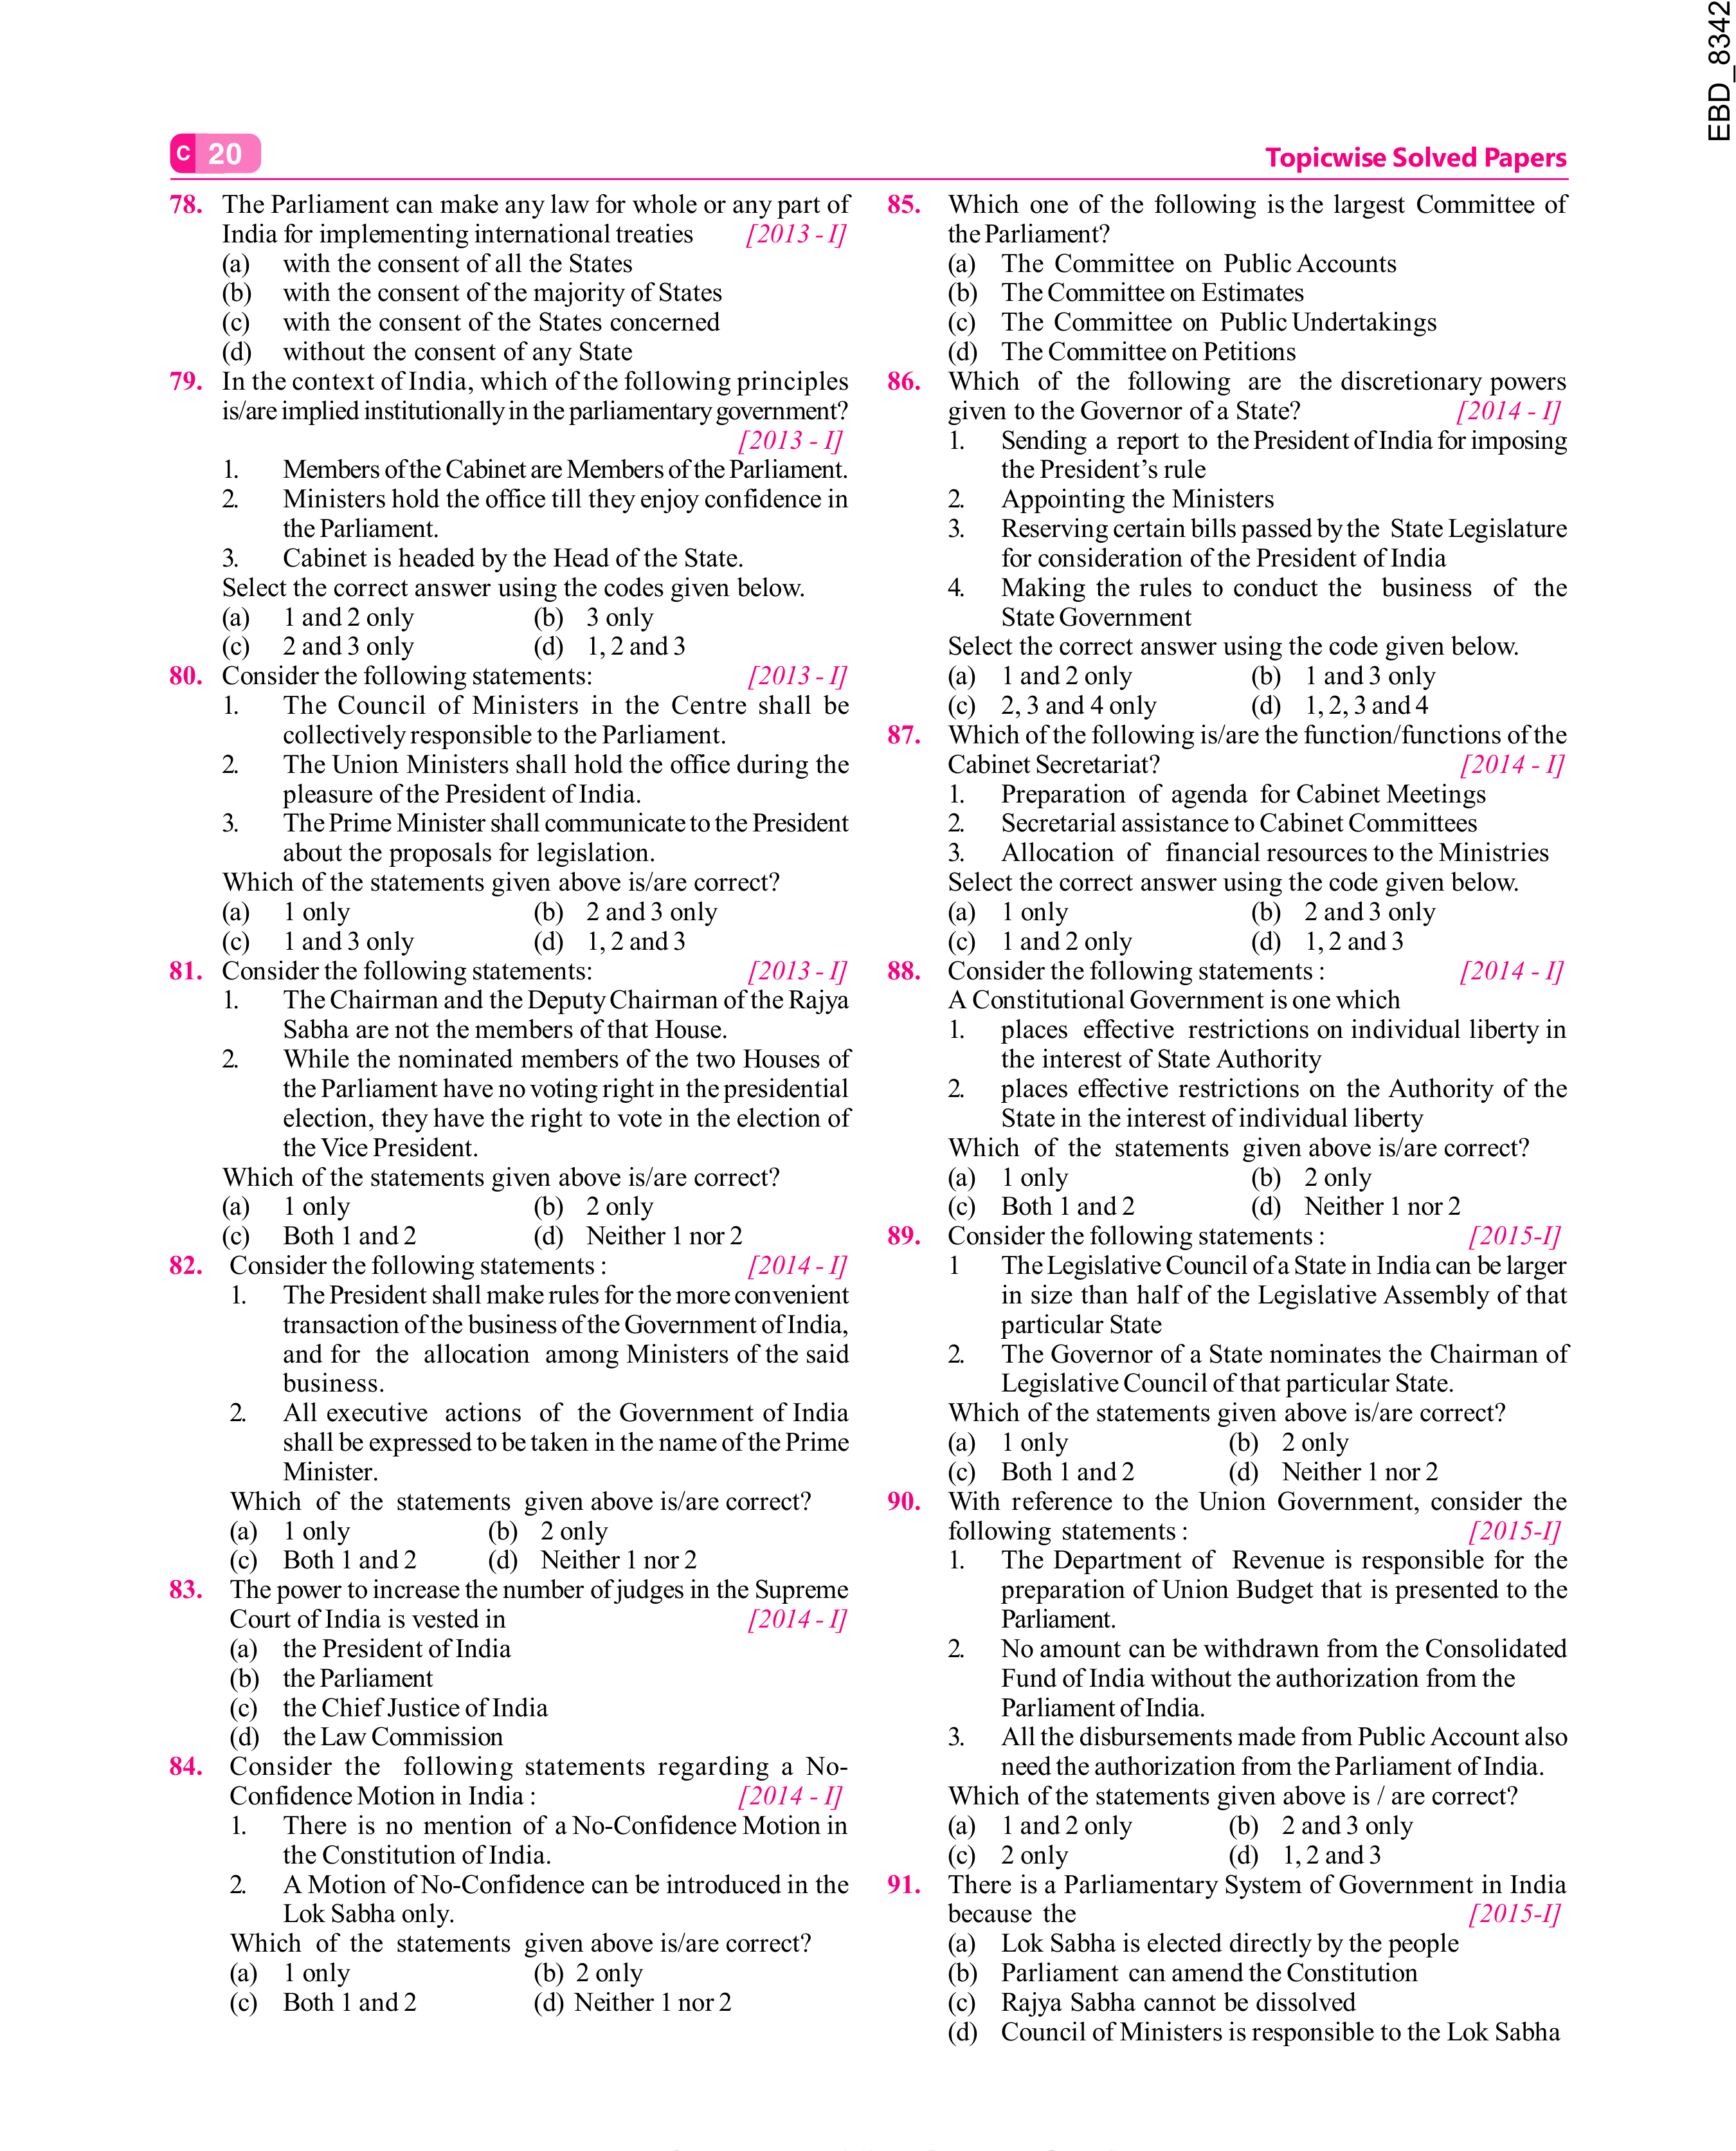 EBD_8342
C 20
Topicwise Solved Papers
78. The Parliament can make any law for whole or any part of
India for implementing international treaties [2013 - I]
(a) with the consent of all the States
(b) with the consent of the majority of States
(c) with the consent of the States concerned
(d) without the consent of any State
79. In the context of India, which of the following principles
is/are implied institutionally in the parliamentary government?
[2013 - I]
1. Members of the Cabinet are Members of the Parliament.
2. Ministers hold the office till they enjoy confidence in
the Parliament.
3. Cabinet is headed by the Head of the State.
Select the correct answer using the codes given below.
(a) 1 and 2 only (b) 3 only
(c) 2 and 3 only (d) 1, 2 and 3
80. Consider the following statements: [2013 - I]
1. The Council of Ministers in the Centre shall be
collectively responsible to the Parliament.
2. The Union Ministers shall hold the office during the
pleasure of the President of India.
3. The Prime Minister shall communicate to the President
about the proposals for legislation.
Which of the statements given above is/are correct?
(a) 1 only (b) 2 and 3 only
(c) 1 and 3 only (d) 1, 2 and 3
81. Consider the following statements: [2013 - I]
1. The Chairman and the Deputy Chairman of the Rajya
Sabha are not the members of that House.
2. While the nominated members of the two Houses of
the Parliament have no voting right in the presidential
election, they have the right to vote in the election of
the Vice President.
Which of the statements given above is/are correct?
(a) 1 only (b) 2 only
(c) Both 1 and 2 (d) Neither 1 nor 2
82. Consider the following statements : [2014 - I]
1. The President shall make rules for the more convenient
transaction of the business of the Government of India,
and for the allocation among Ministers of the said
business.
2. All executive actions of the Government of India
shall be expressed to be taken in the name of the Prime
Minister.
Which of the statements given above is/are correct?
(a) 1 only (b) 2 only
(c) Both 1 and 2 (d) Neither 1 nor 2
83. The power to increase the number of judges in the Supreme
Court of India is vested in [2014 - I]
(a) the President of India
(b) the Parliament
(c) the Chief Justice of India
(d) the Law Commission
84. Consider the following statements regarding a No-
Confidence Motion in India : [2014 - I]
1. There is no mention of a No-Confidence Motion in
the Constitution of India.
2. A Motion of No-Confidence can be introduced in the
Lok Sabha only.
Which of the statements given above is/are correct?
(a) 1 only (b) 2 only
(c) Both 1 and 2 (d) Neither 1 nor 2
85. Which one of the following is the largest Committee of
the Parliament?
(a) The Committee on Public Accounts
(b) The Committee on Estimates
(c) The Committee on Public Undertakings
(d) The Committee on Petitions
86. Which of the following are the discretionary powers
given to the Governor of a State? [2014 - I]
1. Sending a report to the President of India for imposing
the President’s rule
2. Appointing the Ministers
3. Reserving certain bills passed by the State Legislature
for consideration of the President of India
4. Making the rules to conduct the business of the
State Government
Select the correct answer using the code given below.
(a) 1 and 2 only (b) 1 and 3 only
(c) 2, 3 and 4 only (d) 1, 2, 3 and 4
87. Which of the following is/are the function/functions of the
Cabinet Secretariat? [2014 - I]
1. Preparation of agenda for Cabinet Meetings
2. Secretarial assistance to Cabinet Committees
3. Allocation of financial resources to the Ministries
Select the correct answer using the code given below.
(a) 1 only (b) 2 and 3 only
(c) 1 and 2 only (d) 1, 2 and 3
88. Consider the following statements : [2014 - I]
A Constitutional Government is one which
1. places effective restrictions on individual liberty in
the interest of State Authority
2. places effective restrictions on the Authority of the
State in the interest of individual liberty
Which of the statements given above is/are correct?
(a) 1 only (b) 2 only
(c) Both 1 and 2 (d) Neither 1 nor 2
89. Consider the following statements : [2015-I]
1 The Legislative Council of a State in India can be larger
in size than half of the Legislative Assembly of that
particular State
2. The Governor of a State nominates the Chairman of
Legislative Council of that particular State.
Which of the statements given above is/are correct?
(a) 1 only (b) 2 only
(c) Both 1 and 2 (d) Neither 1 nor 2
90. With reference to the Union Government, consider the
following statements : [2015-I]
1. The Department of Revenue is responsible for the
preparation of Union Budget that is presented to the
Parliament.
2. No amount can be withdrawn from the Consolidated
Fund of India without the authorization from the
Parliament of India.
3. All the disbursements made from Public Account also
need the authorization from the Parliament of India.
Which of the statements given above is / are correct?
(a) 1 and 2 only (b) 2 and 3 only
(c) 2 only (d) 1, 2 and 3
91. There is a Parliamentary System of Government in India
because the [2015-I]
(a) Lok Sabha is elected directly by the people
(b) Parliament can amend the Constitution
(c) Rajya Sabha cannot be dissolved
(d) Council of Ministers is responsible to the Lok Sabha